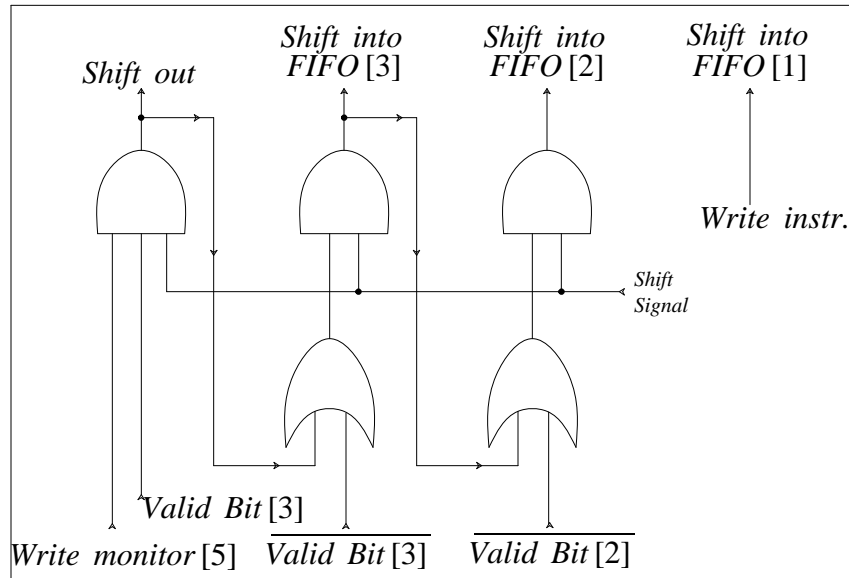 Shift out
Shift into
FIFO [3]
Shift into
FIFO [2]
Shift into
FIFO [1]
Write instr.
Shift
Signal
Valid Bit [3]
Write monitor [5]
Valid Bit [3]
Valid Bit [2]